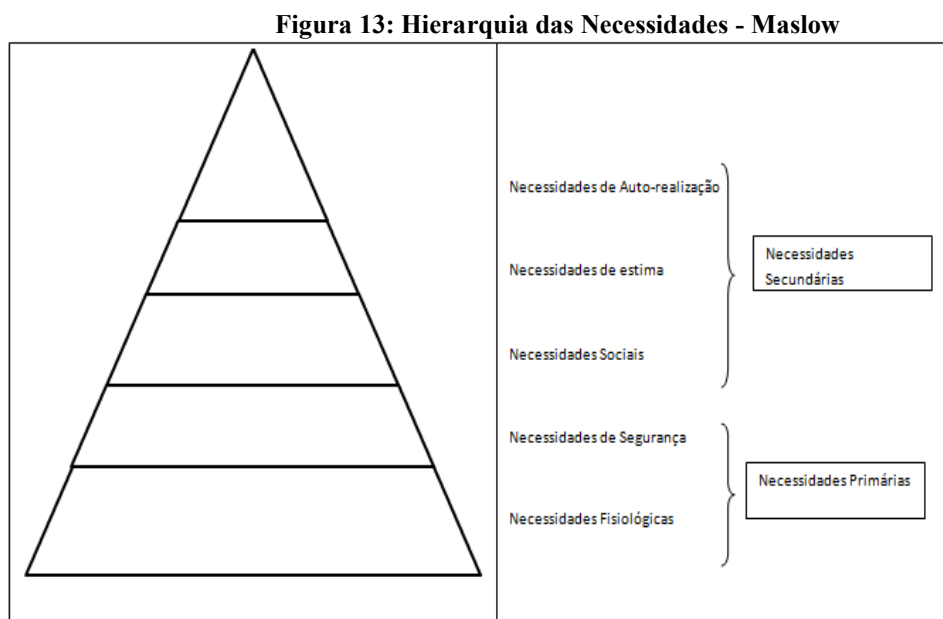 Figura 13: Hierarquia das Necessidades - Maslow
Necessidades de Auto-realização
Necessidades de estima
Necessidades Sociais
Necessidades
Secundárias
Necessidades de Segurança
Necessidades Fisiológicas
Necessidades Primárias